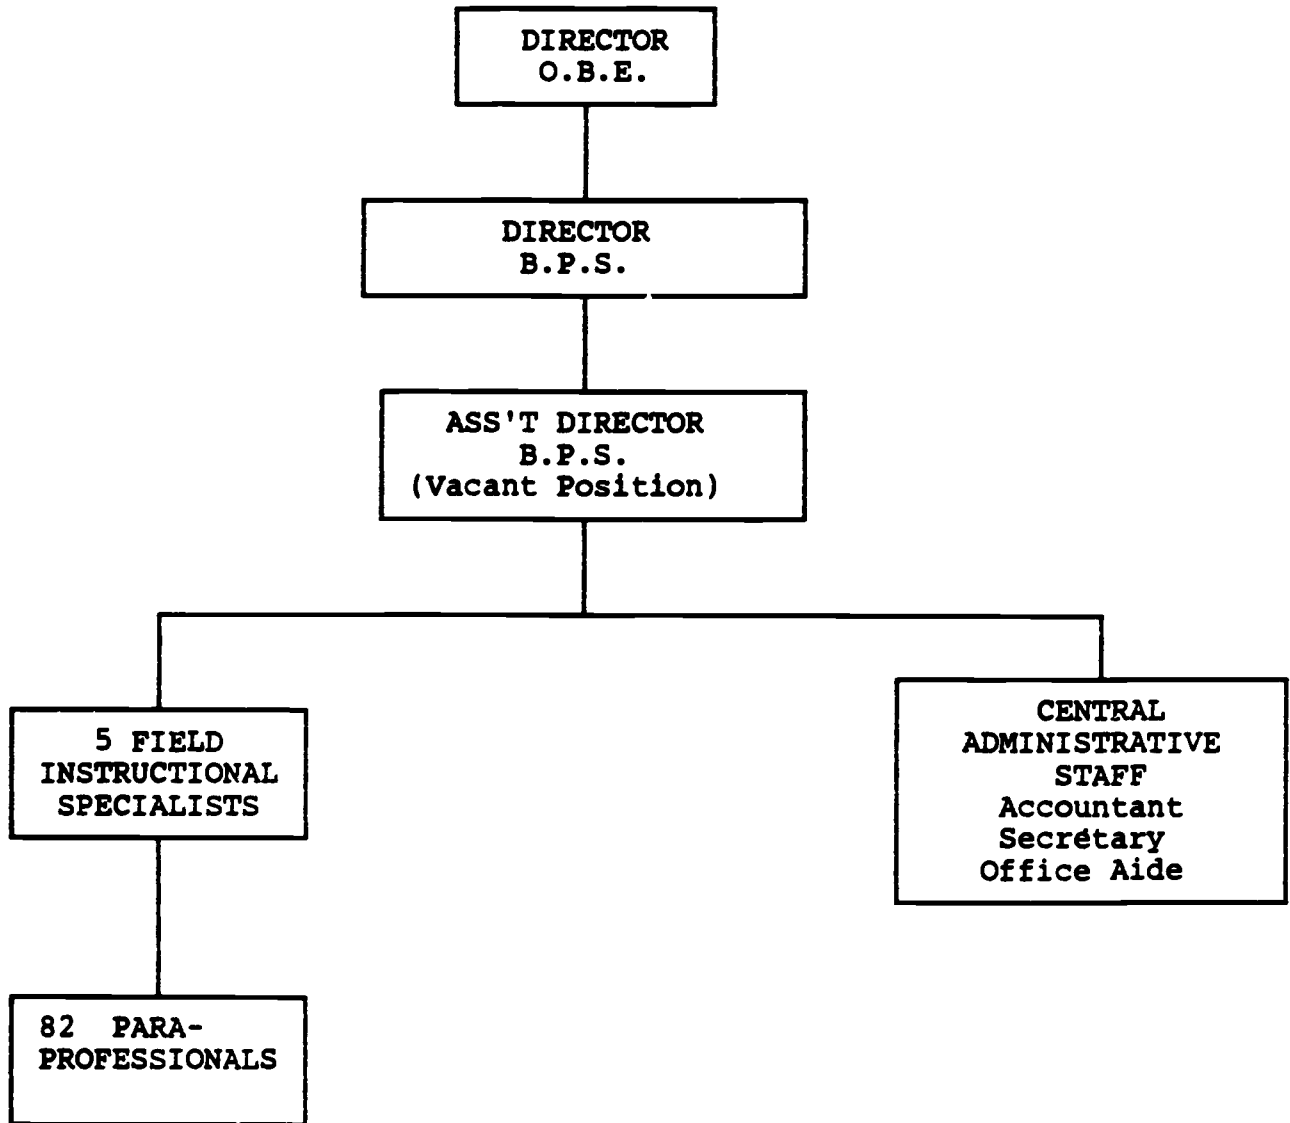 DIRECTOR
O.B.E.
DIRECTOR
B.P.S.
ASS'T DIRECTOR
B.P.S.
(Vacant Position)
5 FIELD
INSTRUCTIONAL
SPECIALISTS
CENTRAL
ADMINISTRATIVE
STAFF
Accountant
Secretary
Office Aide
82 PARA-
PROFESSIONALS